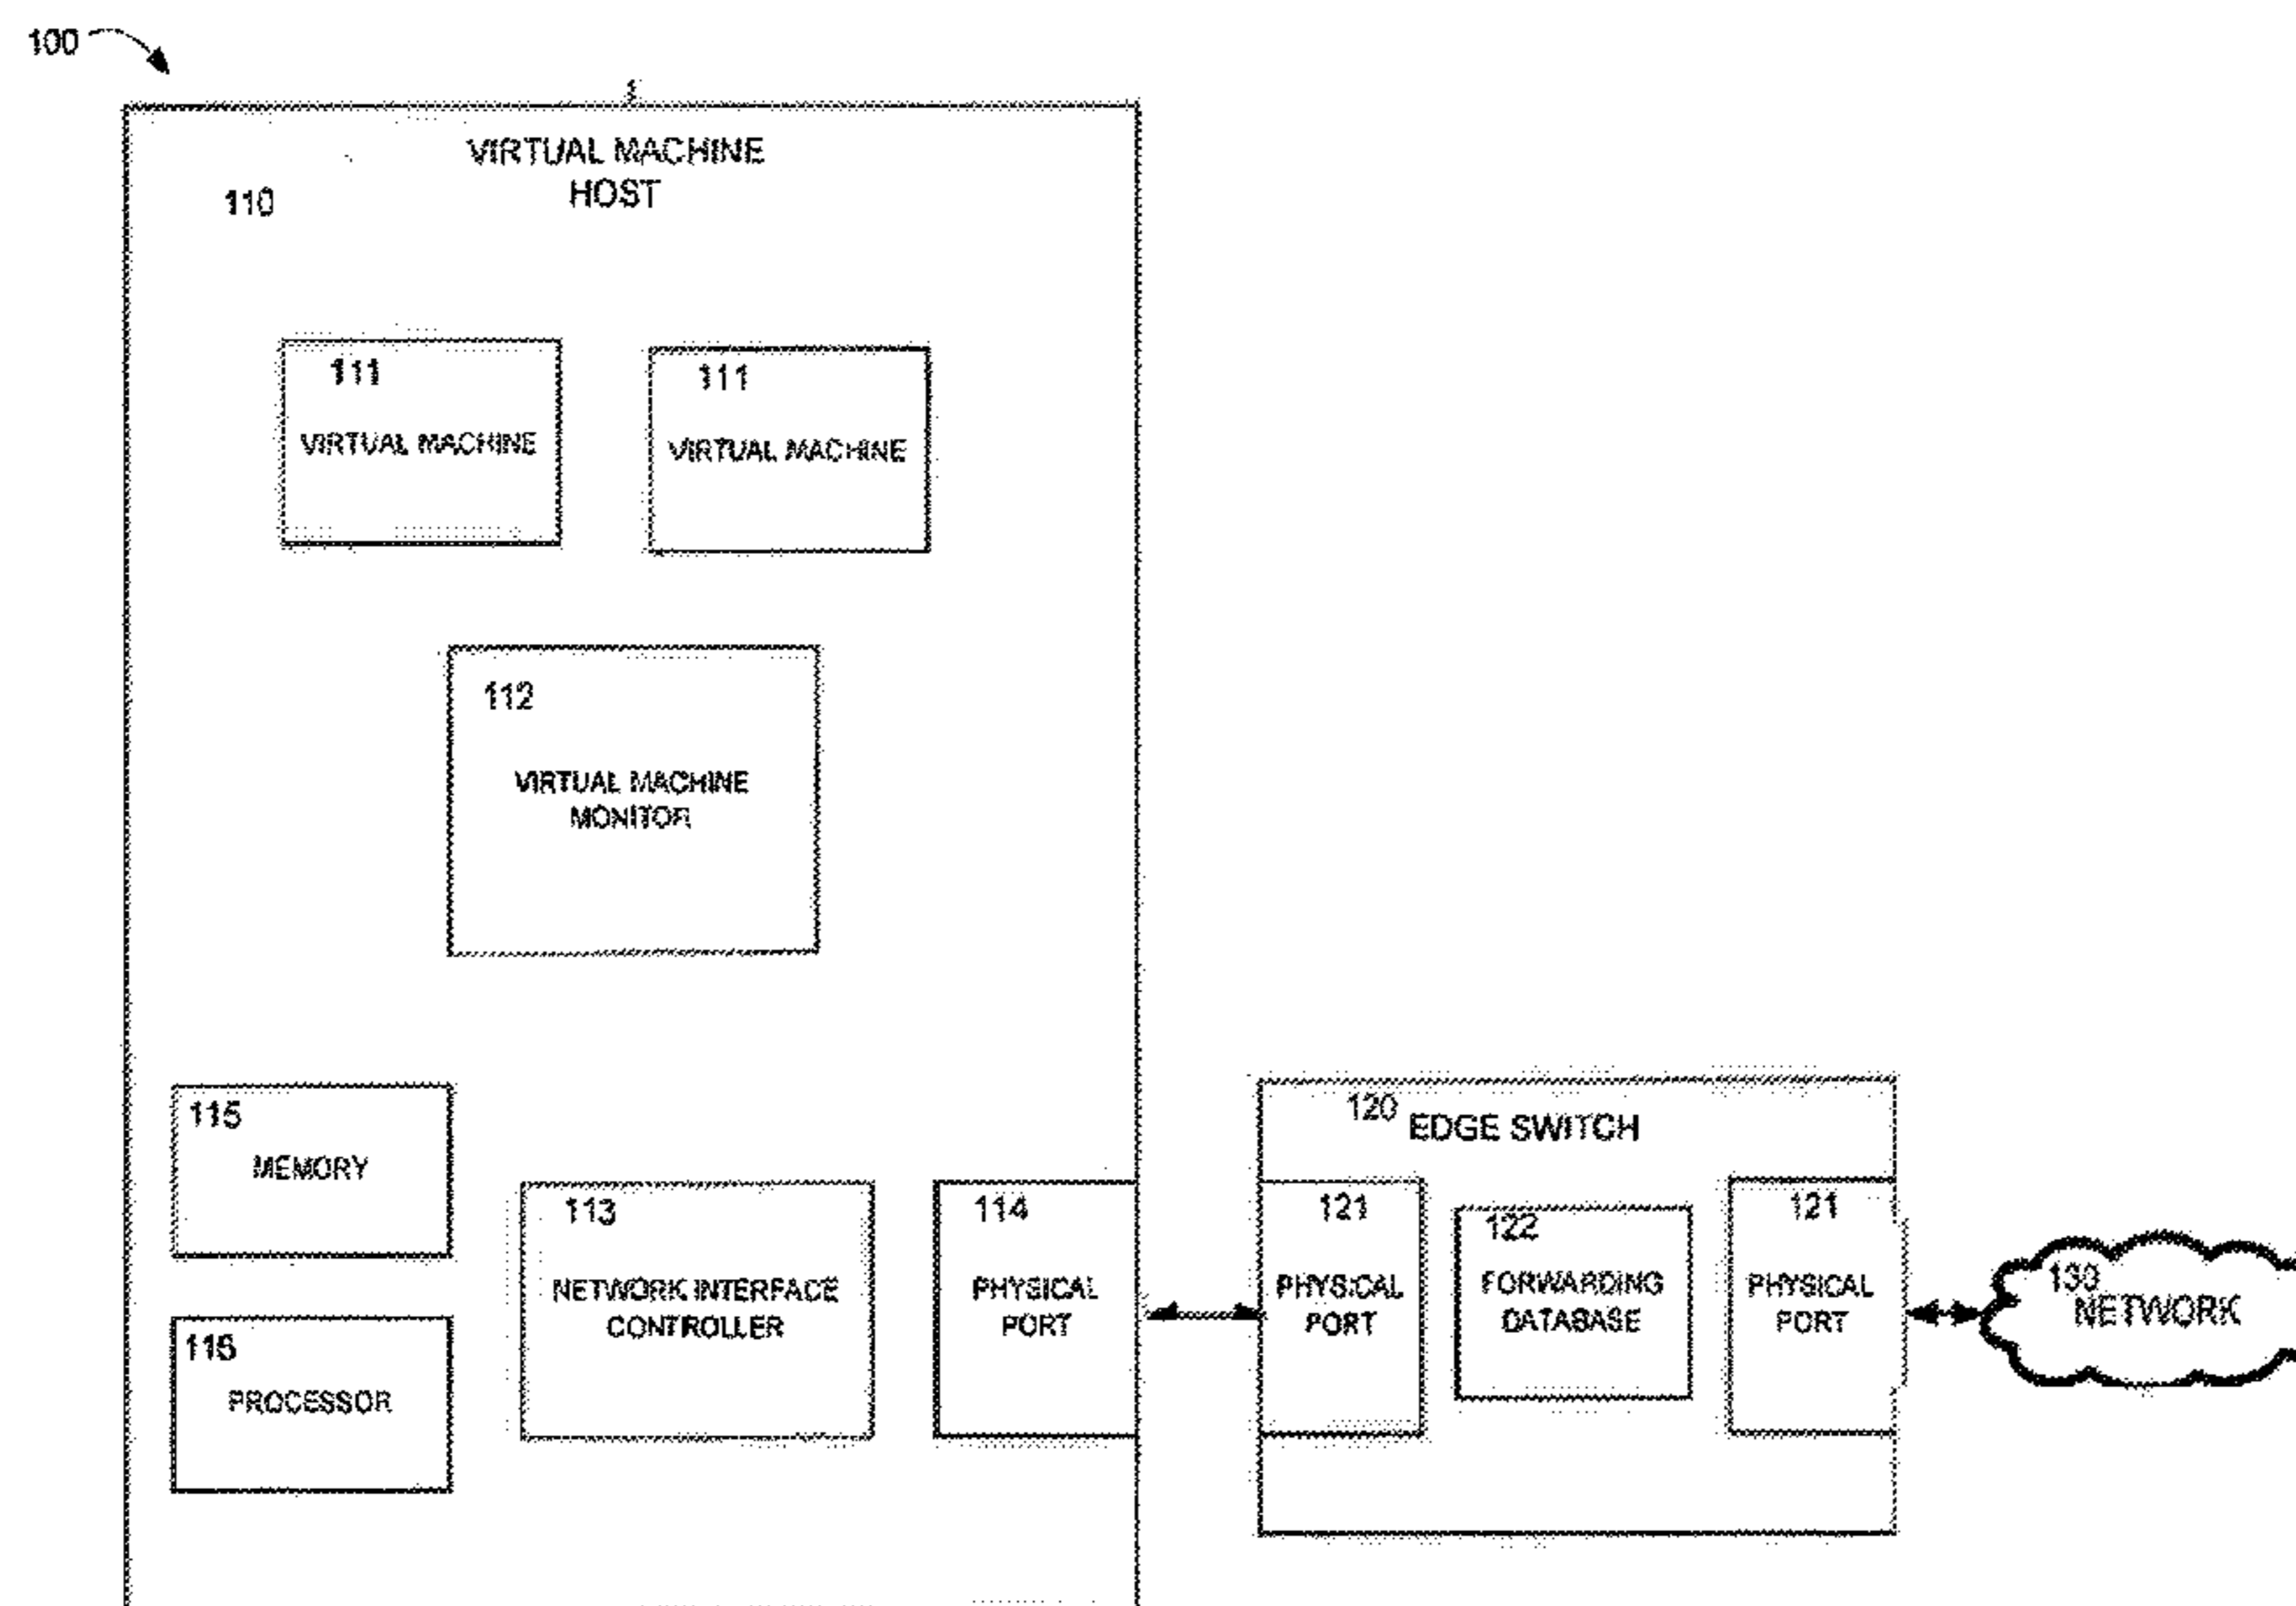 100
VIRTUAL MACHINE
HOST
110
111
VIRTUAL MACHINE
111
VIRTUAL MACHINE
112
VIRTUAL MACHINE
MONITOR
115
MEMORY
116
PROCESSOR
113
NETWORK INTERFACE
CONTROLLER
114
PHYSICAL
PORT
120
EDGE SWITCH
121
PHYSICAL
PORT
122
FORWARDING
DATABASE
121
PHYSICAL
PORT
130
NETWORK